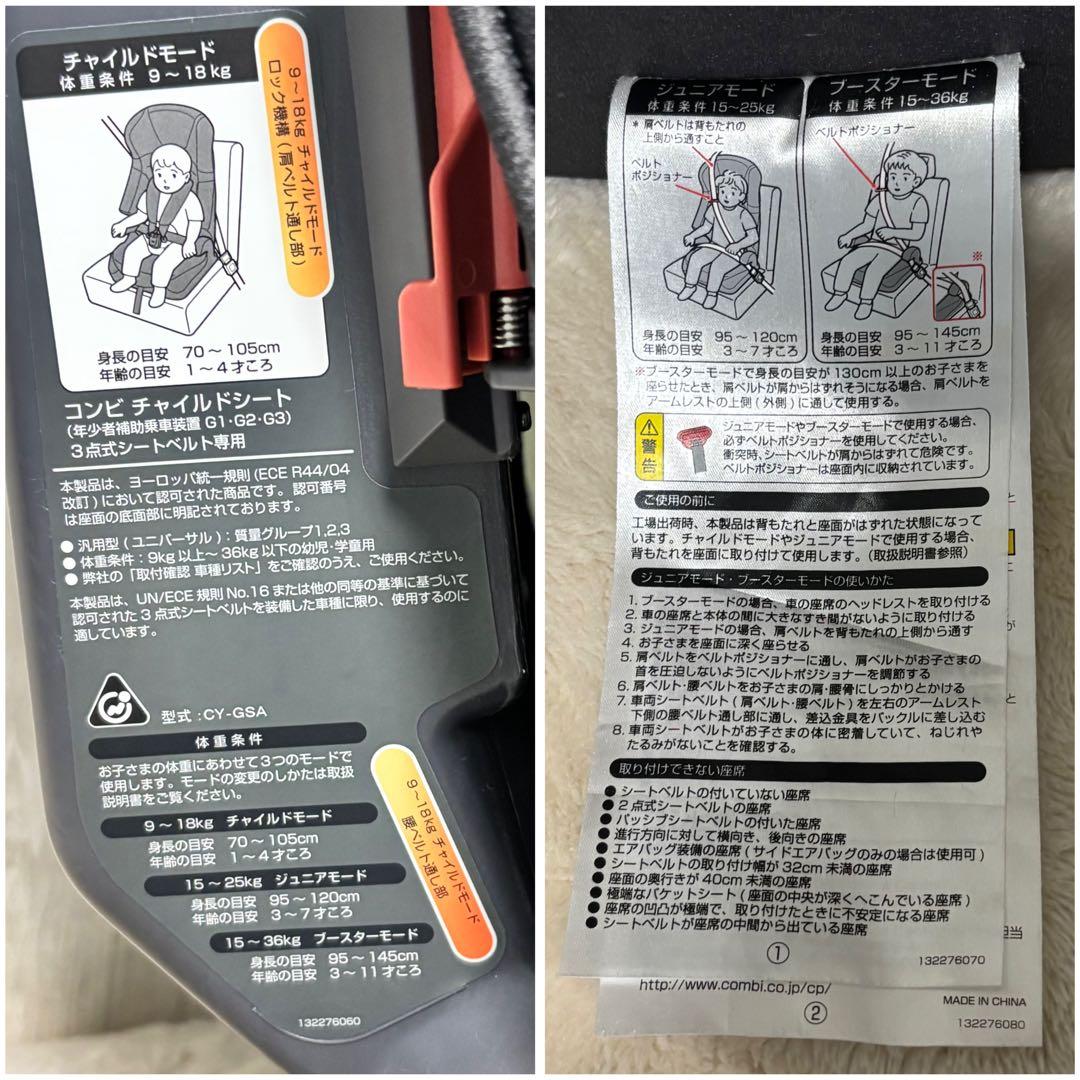 チャイルドモード
体重条件 9～18kg
9～18kg チャイルドモード
ロック機構（肩ベルト通し部）
身長の目安 70～105cm
年齢の目安 1～4才ころ
コンビ チャイルドシート
(年少者補助乗車装置 G1・G2・G3)
3点式シートベルト専用
本製品は、ヨーロッパ統一規則(ECE R44/04
改訂)において認可された商品です。認可番号
は座面の底面部に明記されております。
● 汎用型(ユニバーサル)：質量グループ1,2,3
● 体重条件：9kg以上～36kg以下の幼児・学童用
● 弊社の「取付確認 車種リスト」をご確認のうえ、ご使用ください。
本製品は、UN/ECE 規則 No.16 または他の同等の基準に基づいて
認可された3点式シートベルトを装備した車種に限り、使用するのに
適しています。
型式：CY-GSA
体重条件
お子さまの体重にあわせて3つのモードで
使用します。モードの変更のしかたは取扱
説明書をご覧ください。
9～18kg チャイルドモード
身長の目安 70～105cm
年齢の目安 1～4才ころ
15～25kg ジュニアモード
身長の目安 95～120cm
年齢の目安 3～7才ころ
15～36kg ブースターモード
身長の目安 95～145cm
年齢の目安 3～11才ころ
9～18kg チャイルドモード
腰ベルト通し部
132276060
ジュニアモード
体重条件15～25kg
* 肩ベルトは背もたれの
上側から通すこと
ベルト
ポジショナー
身長の目安 95～120cm
年齢の目安 3～7才ころ
ブースターモード
体重条件15～36kg
ベルトポジショナー
※
身長の目安 95～145cm
年齢の目安 3～11才ころ
※ブースターモードで身長の目安が130cm以上のお子さまを
座らせたとき、肩ベルトが肩からはずれそうになる場合、肩ベルトを
アームレストの上側(外側)に通して使用する。
警告
ジュニアモードやブースターモードで使用する場合、
必ずベルトポジショナーを使用してください。
衝突時、シートベルトが肩からはずれて危険です。
ベルトポジショナーは座面内に収納されています。
ご使用の前に
工場出荷時、本製品は背もたれと座面がはずれた状態になって
います。チャイルドモードやジュニアモードで使用する場合、
背もたれを座面に取り付けて使用します。(取扱説明書参照)
ジュニアモード・ブースターモードの使いかた
1. ブースターモードの場合、車の座席のヘッドレストを取り付ける
2. 車の座席と本体の間に大きなすき間がないように取り付ける
3. ジュニアモードの場合、肩ベルトを背もたれの上側から通す
4. お子さまを座面に深く座らせる
5. 肩ベルトをベルトポジショナーに通し、肩ベルトがお子さまの
首を圧迫しないようにベルトポジショナーを調節する
6. 肩ベルト・腰ベルトをお子さまの肩・腰骨にしっかりとかける
7. 車両シートベルト(肩ベルト・腰ベルト)を左右のアームレスト
下側の腰ベルト通し部に通し、差込金具をバックルに差し込む
8. 車両シートベルトがお子さまの体に密着していて、ねじれや
たるみがないことを確認する。
取り付けできない座席
● シートベルトの付いていない座席
● 2点式シートベルトの座席
● パッシブシートベルトの付いた座席
● 進行方向に対して横向き、後向きの座席
● エアバッグ装備の座席(サイドエアバッグのみの場合は使用可)
● シートベルトの取り付け幅が32cm未満の座席
● 座面の奥行きが40cm未満の座席
● 極端なバケットシート(座面の中央が深くへこんでいる座席)
● 座席の凹凸が極端で、取り付けたときに不安定になる座席
● シートベルトが座席の中間から出ている座席
①
132276070
担当
http://www.combi.co.jp/cp/
②
MADE IN CHINA
132276080